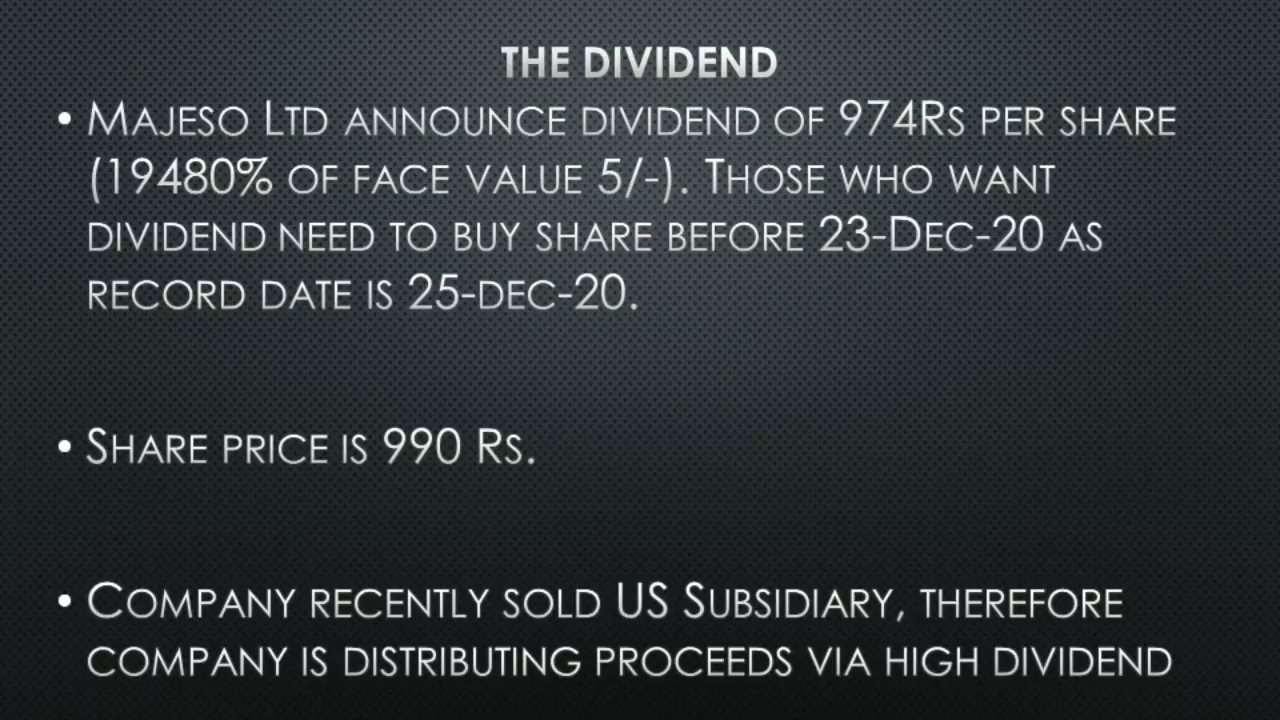 THE DIVIDEND
• MAJESO LTD ANNOUNCE DIVIDEND OF 974RS PER SHARE
(19480% OF FACE VALUE 5/-). THOSE WHO WANT
DIVIDEND NEED TO BUY SHARE BEFORE 23-DEC-20 AS
RECORD DATE IS 25-DEC-20.
• SHARE PRICE IS 990 RS.
• COMPANY RECENTLY SOLD US SUBSIDIARY, THEREFORE
COMPANY IS DISTRIBUTING PROCEEDS VIA HIGH DIVIDEND